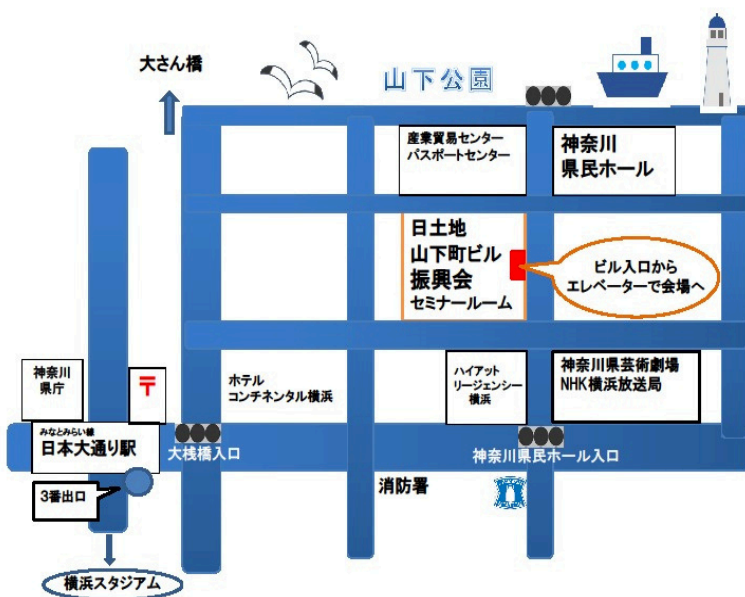 大さん橋
山下公園
産業貿易センター
パスポートセンター
神奈川
県民ホール
日土地
山下町ビル
振興会
セミナールーム
ビル入口から
エレベーターで会場へ
神奈川
県庁
〒
ホテル
コンチネンタル横浜
ハイアット
リージェンシー
横浜
神奈川県芸術劇場
NHK横浜放送局
みなとみらい線
日本大通り駅
大桟橋入口
神奈川県民ホール入口
3番出口
消防署
横浜スタジアム